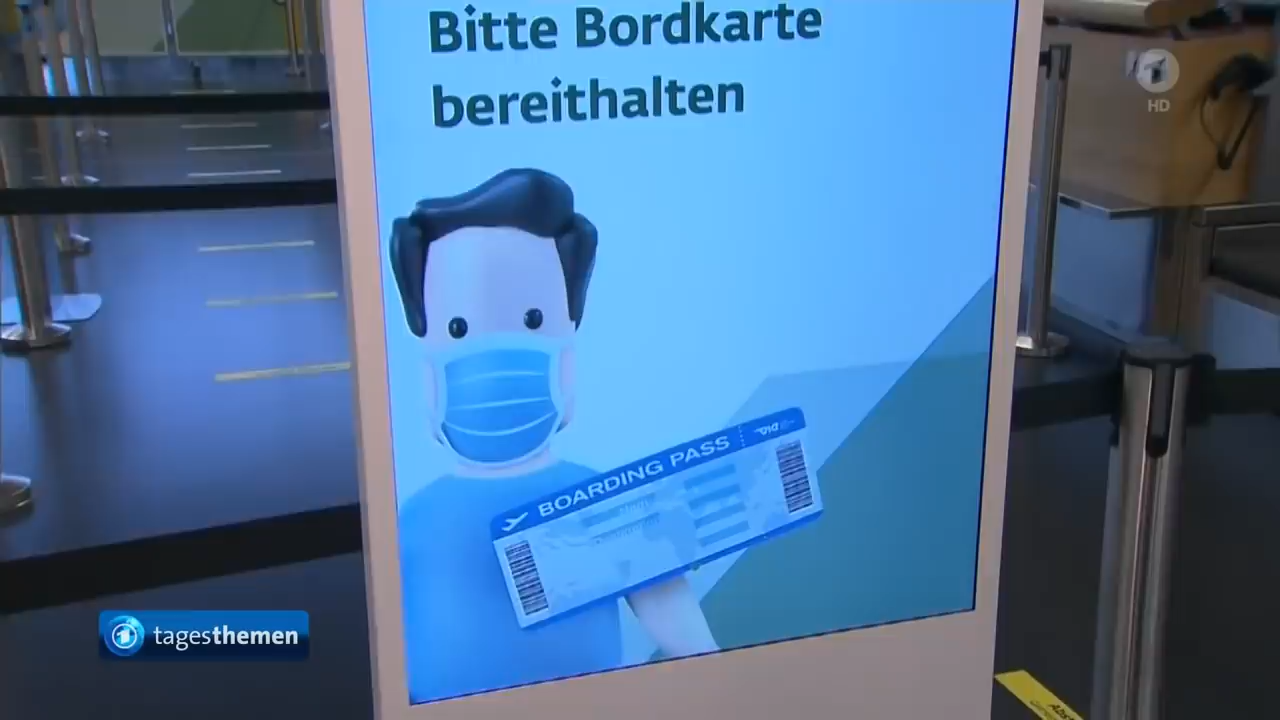 Bitte Bordkarte
bereithalten
HD
BOARDING PASS
tagesthemen